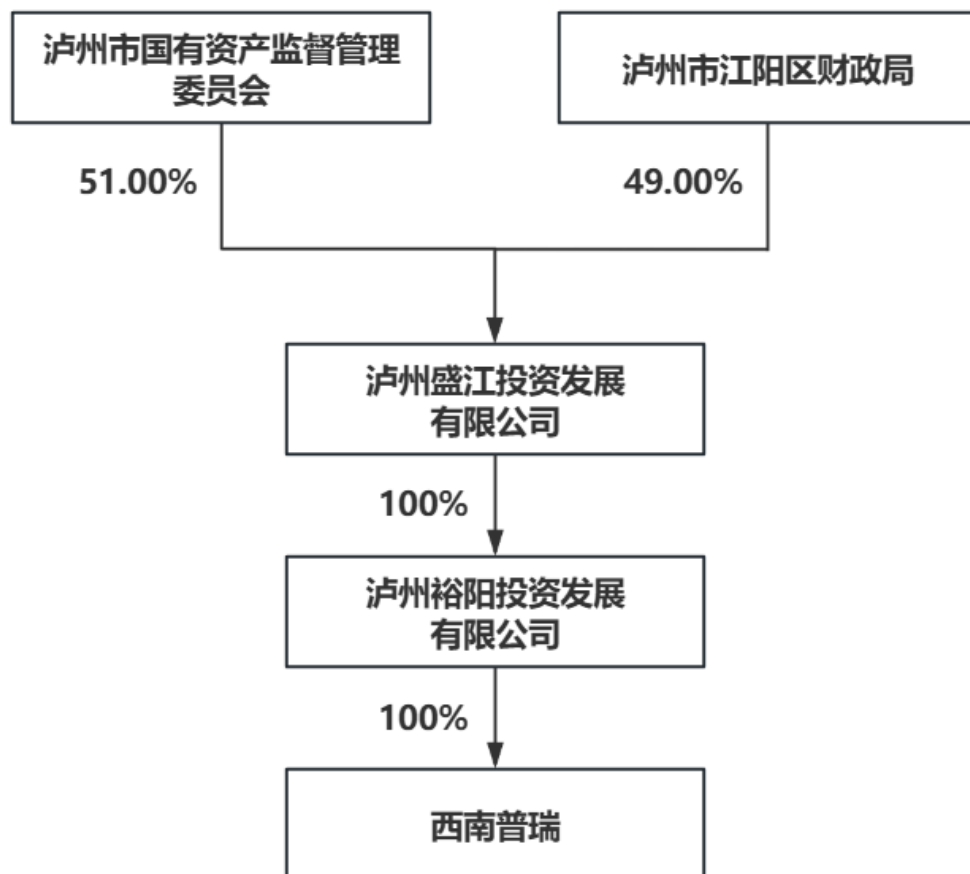 泸州市国有资产监督管理
委员会
泸州市江阳区财政局
51.00%
49.00%
泸州盛江投资发展
有限公司
100%
泸州裕阳投资发展
有限公司
100%
西南普瑞